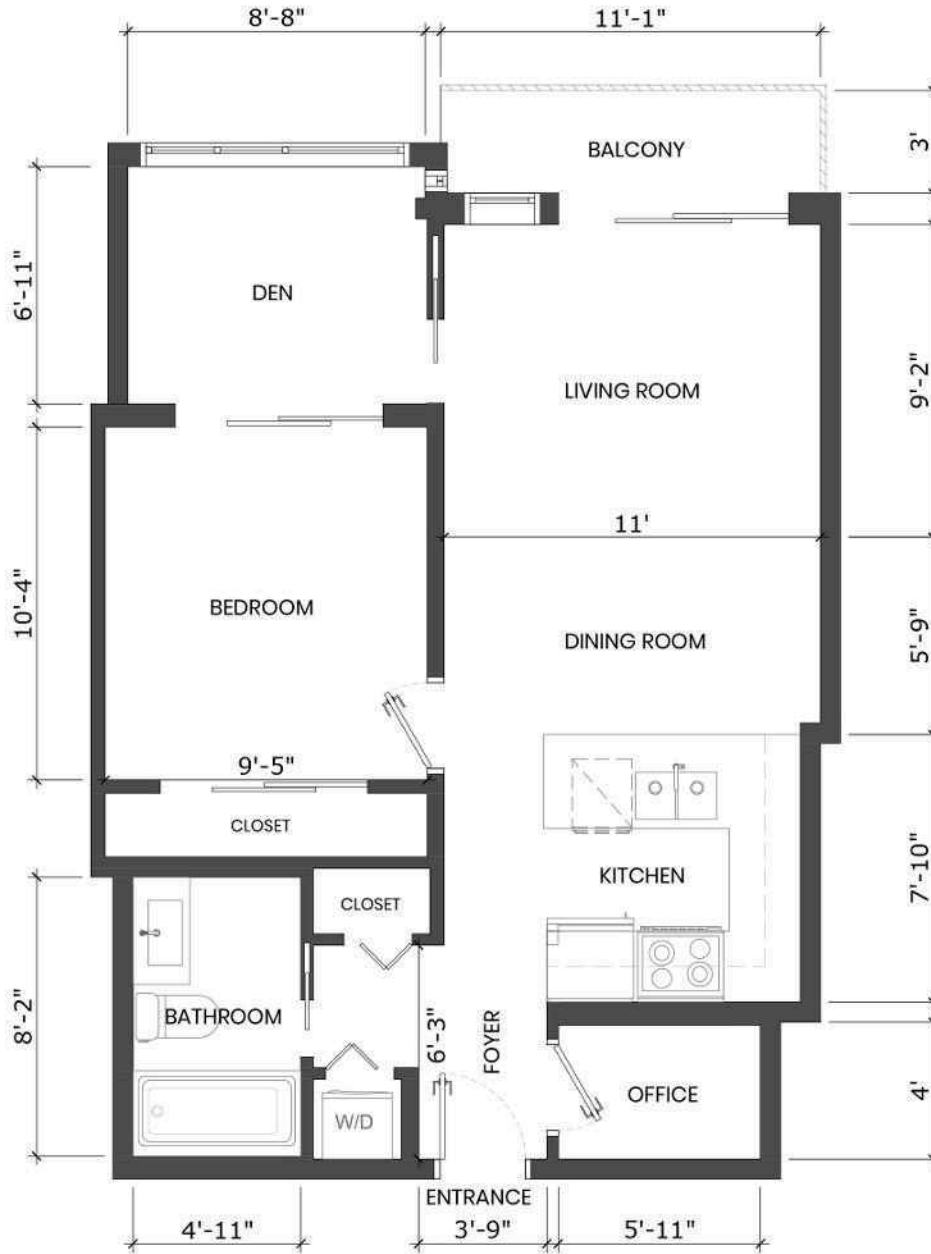 8'-8"
11'-1"
BALCONY
3'
DEN
6'-11"
LIVING ROOM
9'-2"
11'
BEDROOM
10'-4"
DINING ROOM
5'-9"
9'-5"
CLOSET
KITCHEN
7'-10"
CLOSET
BATHROOM
8'-2"
6'-3"
FOYER
OFFICE
4'
W/D
ENTRANCE
4'-11"
3'-9"
5'-11"